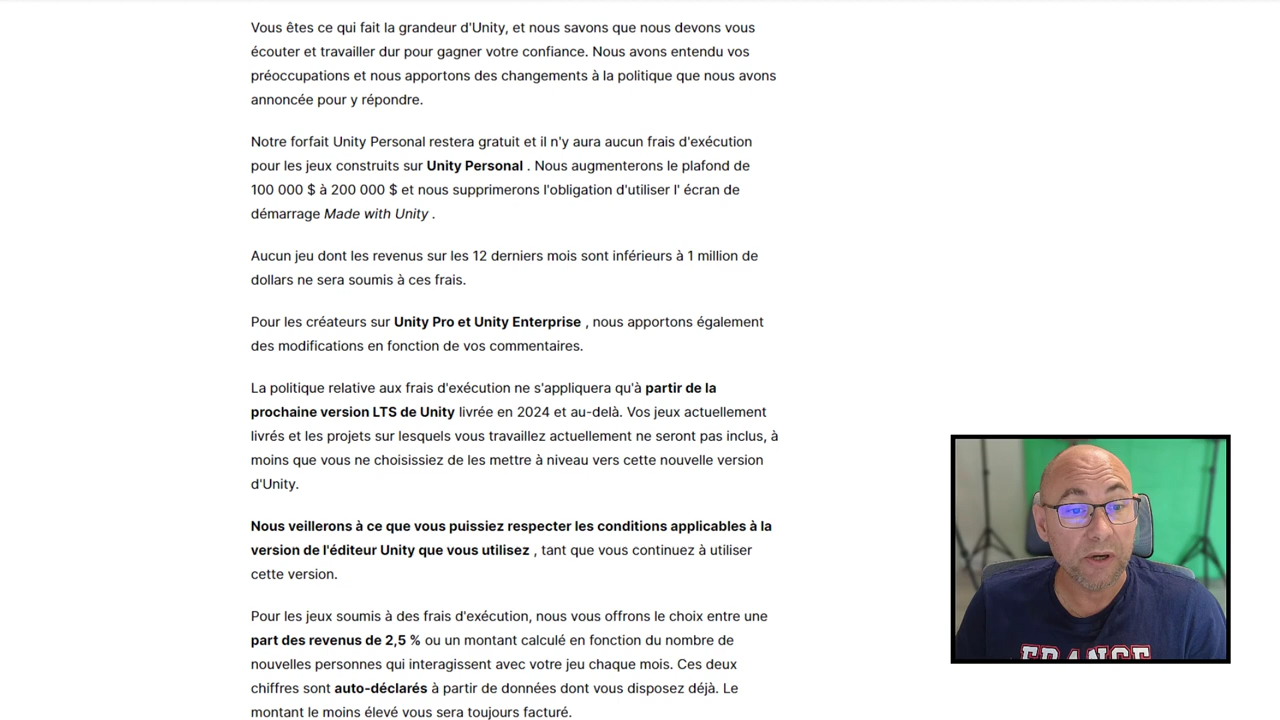 Vous êtes ce qui fait la grandeur d'Unity, et nous savons que nous devons vous
écouter et travailler dur pour gagner votre confiance. Nous avons entendu vos
préoccupations et nous apportons des changements à la politique que nous avons
annoncée pour y répondre.
Notre forfait Unity Personal restera gratuit et il n'y aura aucun frais d'exécution
pour les jeux construits sur Unity Personal . Nous augmenterons le plafond de
100 000 $ à 200 000 $ et nous supprimerons l'obligation d'utiliser l' écran de
démarrage Made with Unity .
Aucun jeu dont les revenus sur les 12 derniers mois sont inférieurs à 1 million de
dollars ne sera soumis à ces frais.
Pour les créateurs sur Unity Pro et Unity Enterprise , nous apportons également
des modifications en fonction de vos commentaires.
La politique relative aux frais d'exécution ne s'appliquera qu'à partir de la
prochaine version LTS de Unity livrée en 2024 et au-delà. Vos jeux actuellement
livrés et les projets sur lesquels vous travaillez actuellement ne seront pas inclus, à
moins que vous ne choisissiez de les mettre à niveau vers cette nouvelle version
d'Unity.
Nous veillerons à ce que vous puissiez respecter les conditions applicables à la
version de l'éditeur Unity que vous utilisez , tant que vous continuez à utiliser
cette version.
Pour les jeux soumis à des frais d'exécution, nous vous offrons le choix entre une
part des revenus de 2,5 % ou un montant calculé en fonction du nombre de
nouvelles personnes qui interagissent avec votre jeu chaque mois. Ces deux
chiffres sont auto-déclarés à partir de données dont vous disposez déjà. Le
montant le moins élevé vous sera toujours facturé.
FRANCE